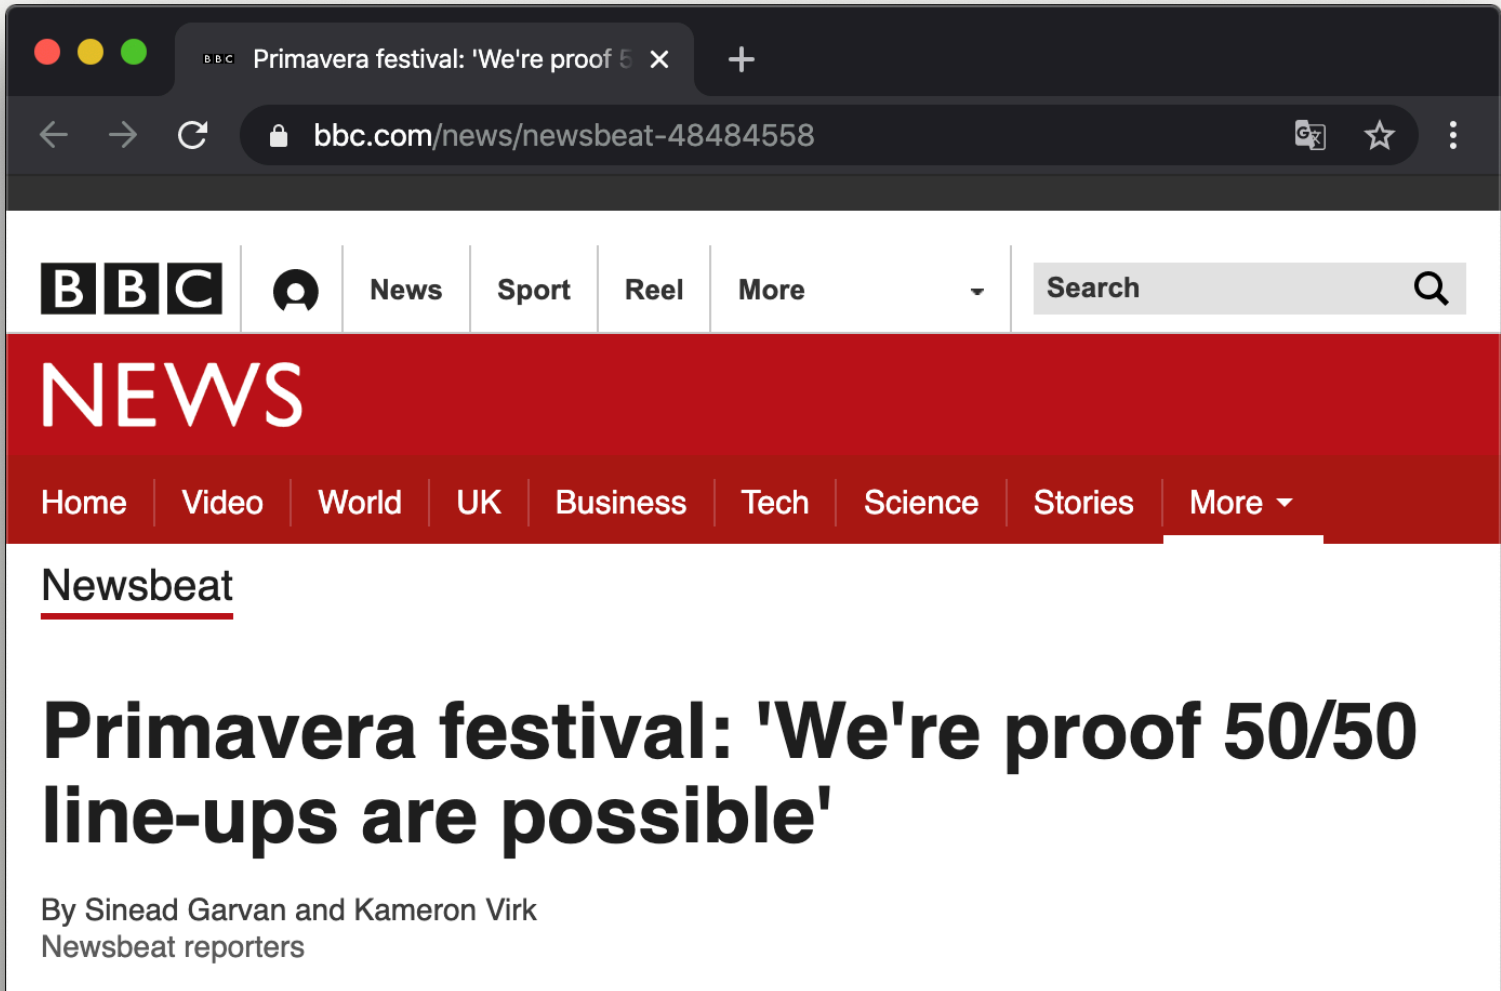 BBC Primavera festival: 'We're proof 5
bbc.com/news/newsbeat-48484558
BBC News Sport Reel More Search
NEWS
Home Video World UK Business Tech Science Stories More
Newsbeat
Primavera festival: 'We're proof 50/50
line-ups are possible'
By Sinead Garvan and Kameron Virk
Newsbeat reporters